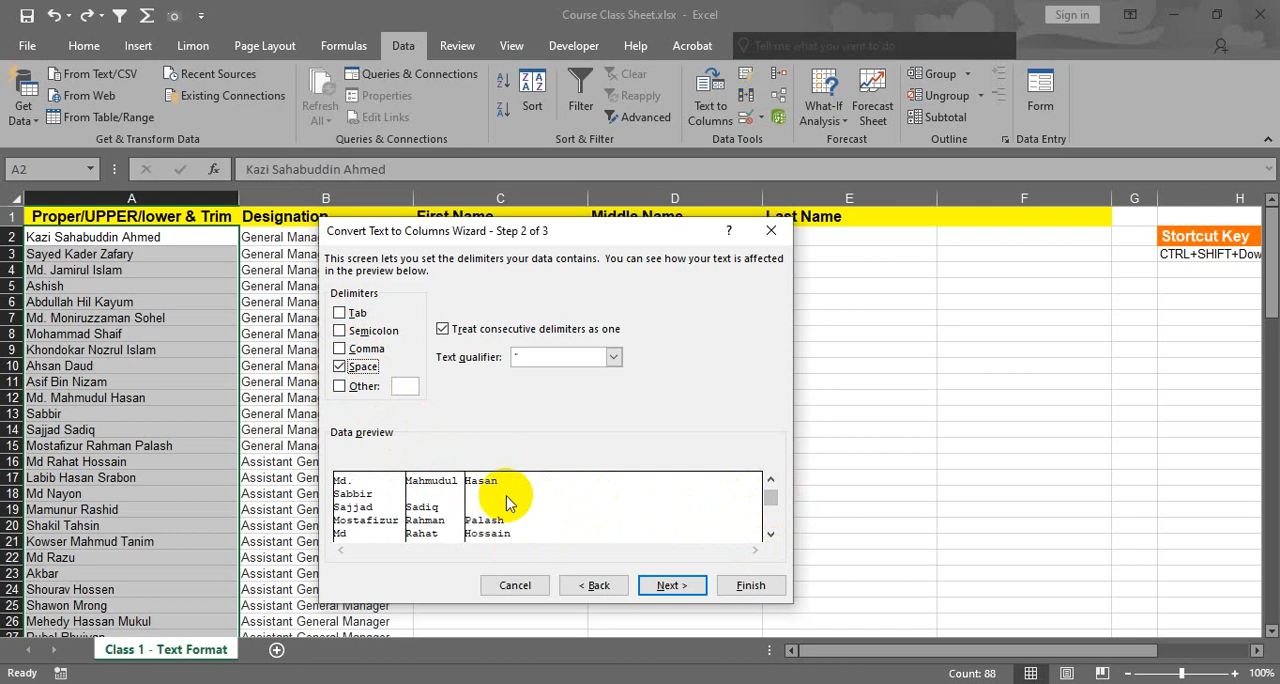 Course Class Sheet.xlsx - Excel
Sign in
File Home Insert Limon Page Layout Formulas Data Review View Developer Help Acrobat Tell me what you want to do
From Text/CSV
From Web
From Table/Range
Get Data
Recent Sources
Existing Connections
Get & Transform Data
Refresh All
Queries & Connections
Properties
Edit Links
Queries & Connections
Sort
Filter
Clear
Reapply
Advanced
Sort & Filter
Text to Columns
Data Tools
What-If Analysis
Forecast Sheet
Forecast
Group
Ungroup
Subtotal
Outline
Form
Data Entry
A2 fx Kazi Sahabuddin Ahmed
A B C D E F G H
1 Proper/UPPER/lower & Trim Designation First Name Middle Name Last Name
2 Kazi Sahabuddin Ahmed General Mana Stortcut Key
3 Sayed Kader Zafary General Mana CTRL+SHIFT+Dow
4 Md. Jamirul Islam General Mana
5 Ashish General Mana
6 Abdullah Hil Kayum General Mana
7 Md. Moniruzzaman Sohel General Mana
8 Mohammad Shaif General Mana
9 Khondokar Nozrul Islam General Mana
10 Ahsan Daud General Mana
11 Asif Bin Nizam General Mana
12 Md. Mahmudul Hasan General Mana
13 Sabbir General Mana
14 Sajjad Sadiq General Mana
15 Mostafizur Rahman Palash General Mana
16 Md Rahat Hossain Assistant Gen
17 Labib Hasan Srabon Assistant Gen
18 Md Nayon Assistant Gen
19 Mamunur Rashid Assistant Gen
20 Shakil Tahsin Assistant Gen
21 Kowser Mahmud Tanim Assistant Gen
22 Md Razu Assistant Gen
23 Akbar Assistant Gen
24 Shourav Hossen Assistant Gen
25 Shawon Mrong Assistant General Manager
26 Mehedy Hassan Mukul Assistant General Manager
27 Assistant General Manager
Convert Text to Columns Wizard - Step 2 of 3 ?
This screen lets you set the delimiters your data contains. You can see how your text is affected
in the preview below.
Delimiters
Tab
Semicolon
Comma
Space
Other:
Treat consecutive delimiters as one
Text qualifier: "
Data preview
Md. Mahmudul Hasan
Sabbir
Sajjad Sadiq
Mostafizur Rahman Palash
Md Rahat Hossain
Cancel < Back Next > Finish
Class 1 - Text Format
Ready Count: 88 100%